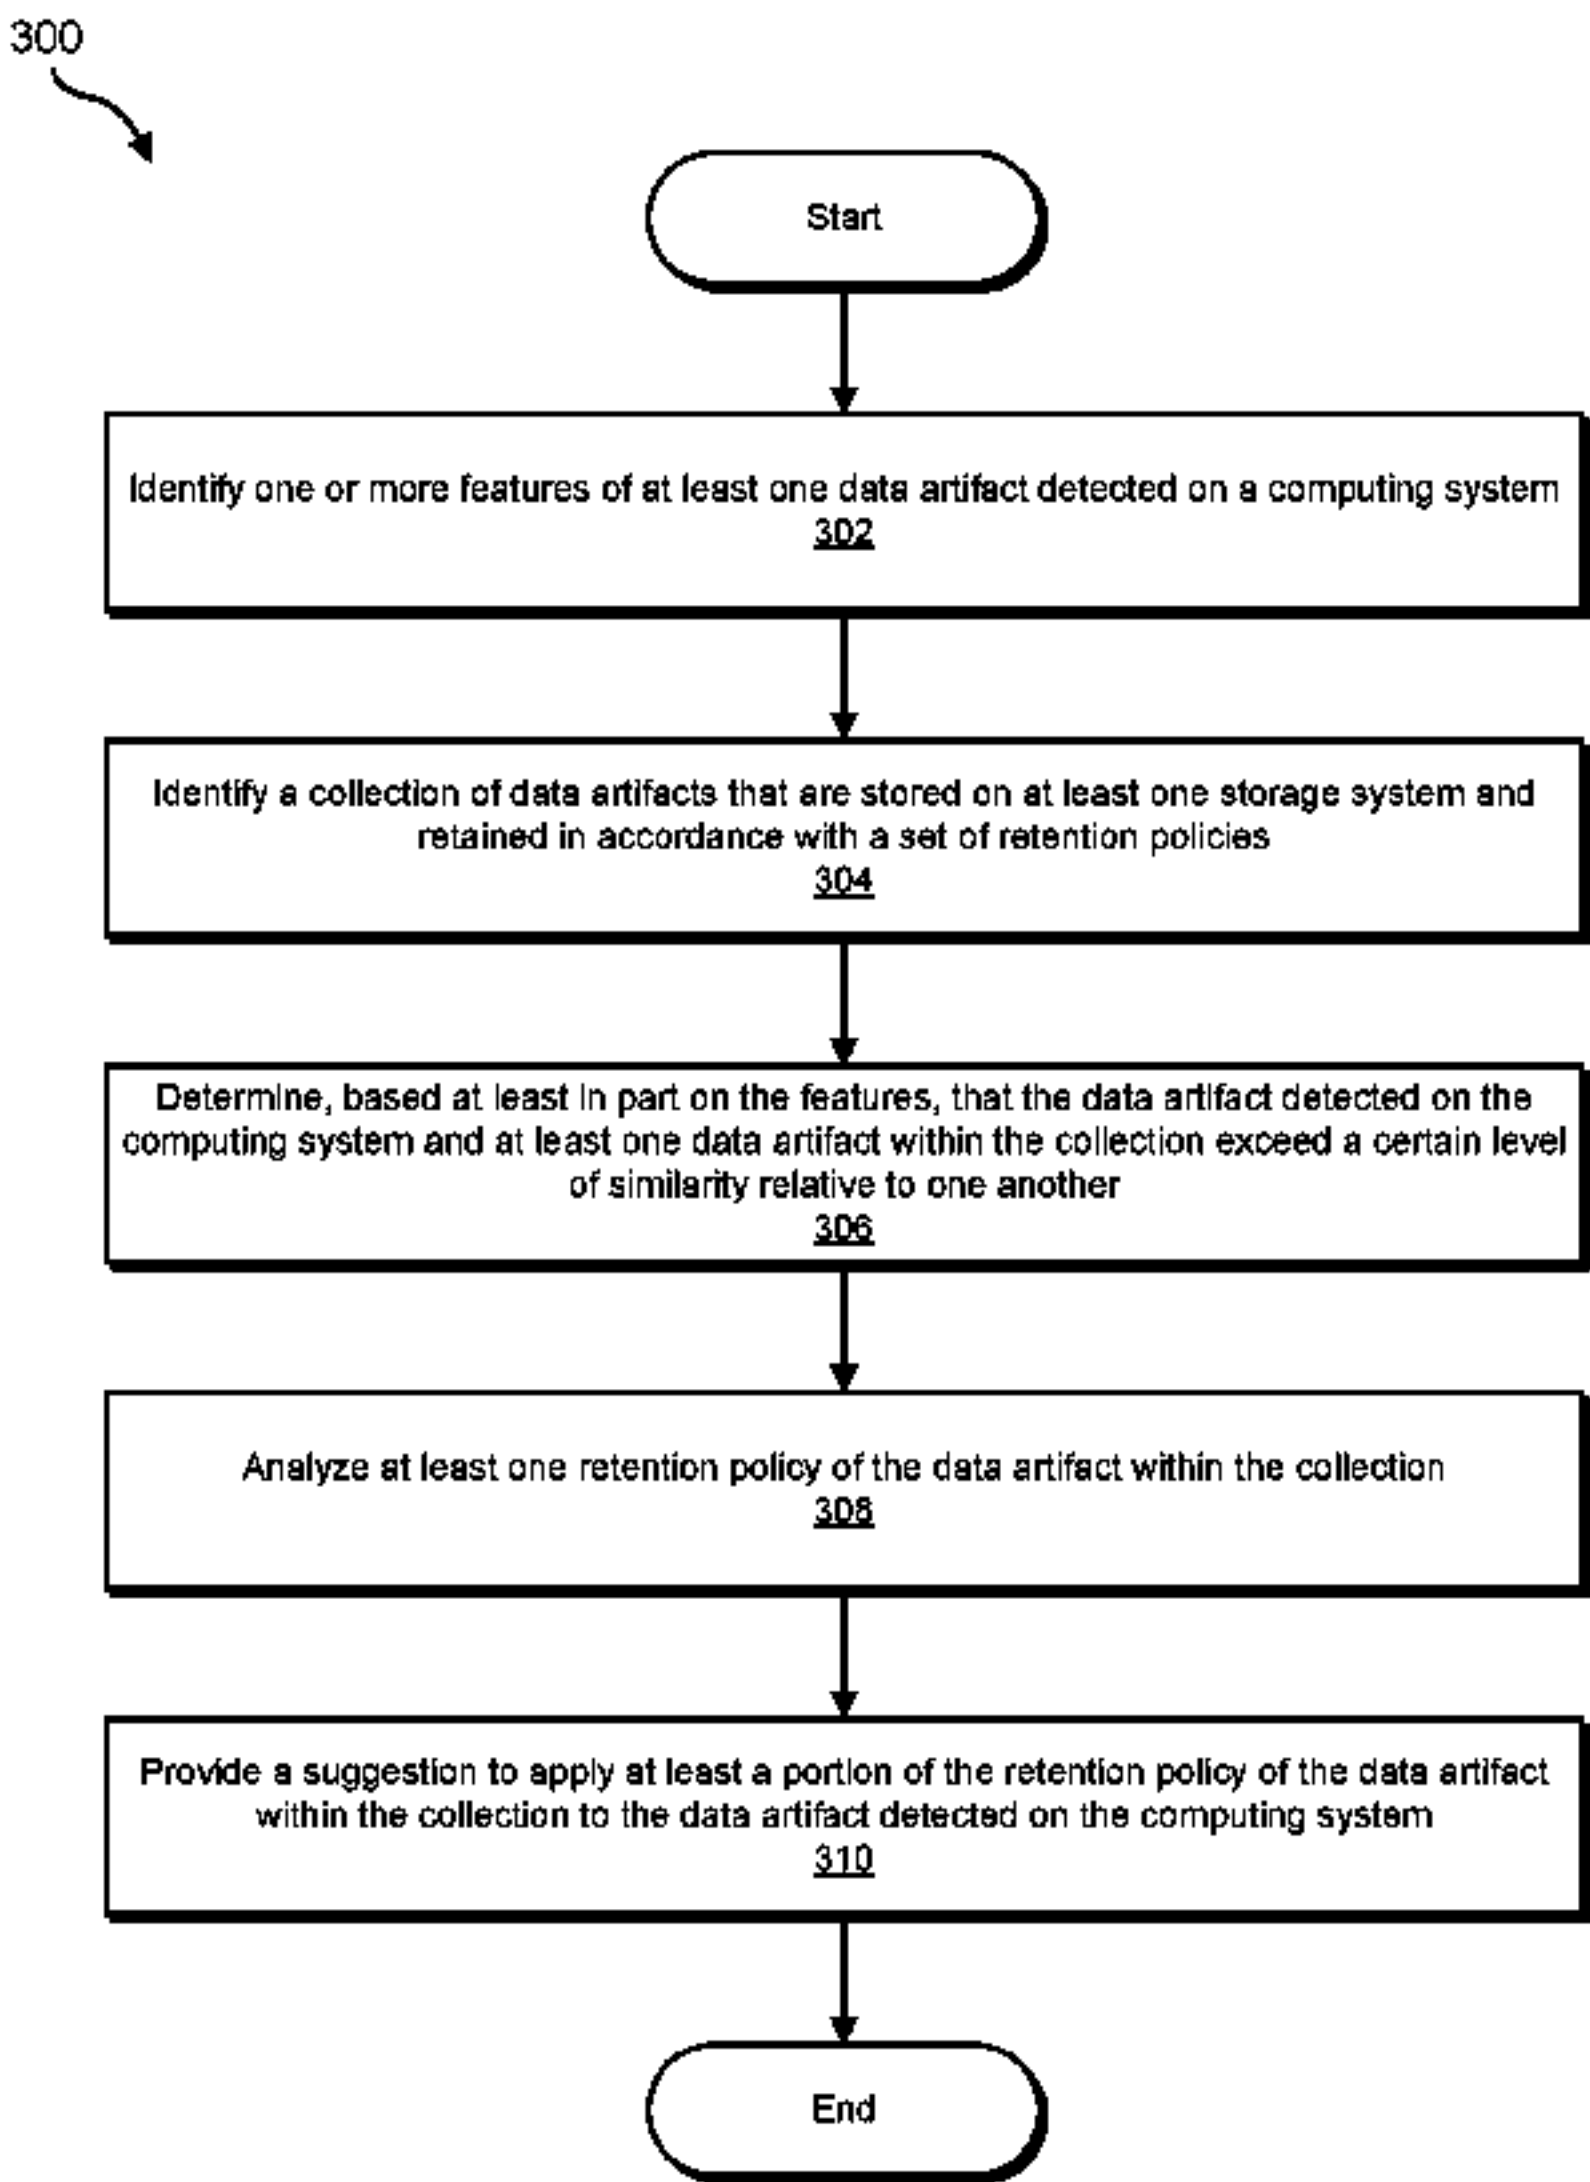 300
Start
Identify one or more features of at least one data artifact detected on a computing system
302
Identify a collection of data artifacts that are stored on at least one storage system and
retained in accordance with a set of retention policies
304
Determine, based at least in part on the features, that the data artifact detected on the
computing system and at least one data artifact within the collection exceed a certain level
of similarity relative to one another
306
Analyze at least one retention policy of the data artifact within the collection
308
Provide a suggestion to apply at least a portion of the retention policy of the data artifact
within the collection to the data artifact detected on the computing system
310
End